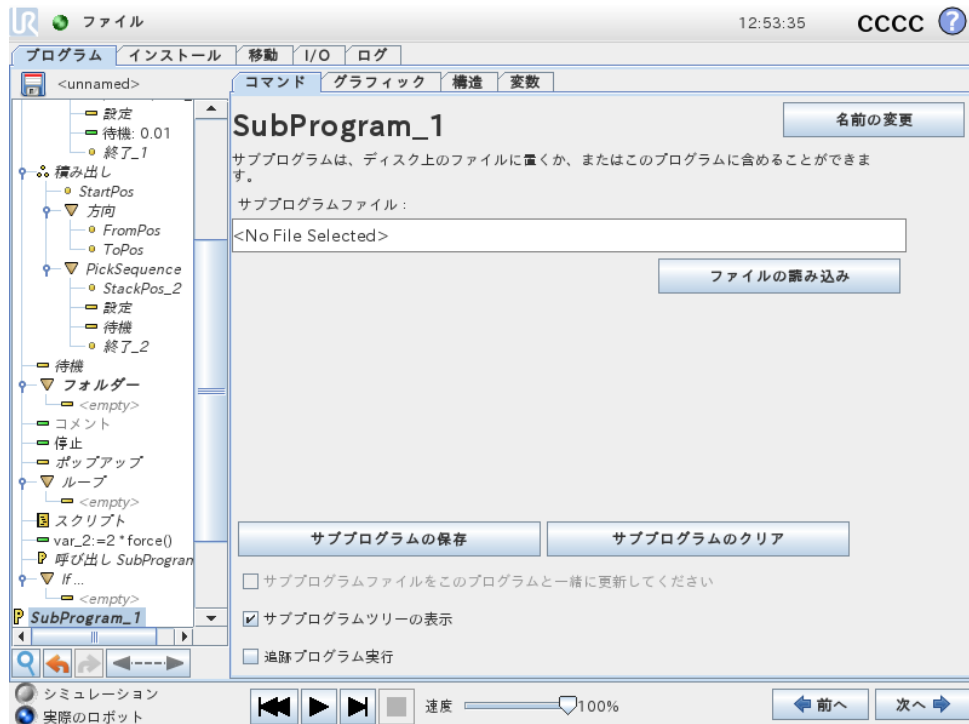 UR ファイル 12:53:35 CCCC ?
プログラム インストール 移動 I/O ログ
<unnamed>
コマンド グラフィック 構造 変数
設定
待機: 0.01
終了_1
積み出し
StartPos
方向
FromPos
ToPos
PickSequence
StackPos_2
設定
待機
終了_2
待機
フォルダー
<empty>
コメント
停止
ポップアップ
ループ
<empty>
スクリプト
var_2:=2 * force()
呼び出し SubProgran
If ...
<empty>
SubProgram_1
SubProgram_1
名前の変更
サブプログラムは、ディスク上のファイルに置くか、またはこのプログラムに含めることができま
す。
サブプログラムファイル：
<No File Selected>
ファイルの読み込み
サブプログラムの保存 サブプログラムのクリア
サブプログラムファイルをこのプログラムと一緒に更新してください
サブプログラムツリーの表示
追跡プログラム実行
シミュレーション
実際のロボット
速度 100%
前へ 次へ